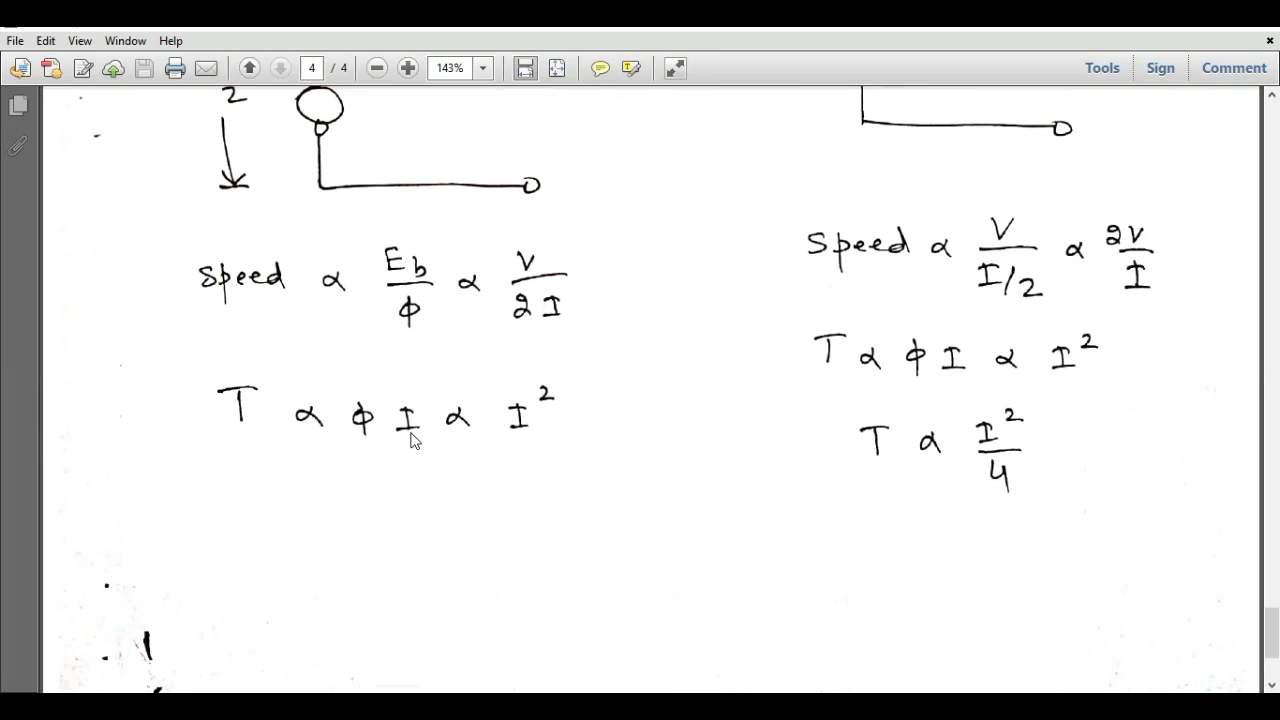 File Edit View Window Help
4 / 4 143% Tools Sign Comment
2
Speed ∝ Eb/ϕ ∝ V/2I
T ∝ ϕ I ∝ I²
Speed ∝ V/I/2 ∝ 2V/I
T ∝ ϕ I ∝ I²
T ∝ I²/4